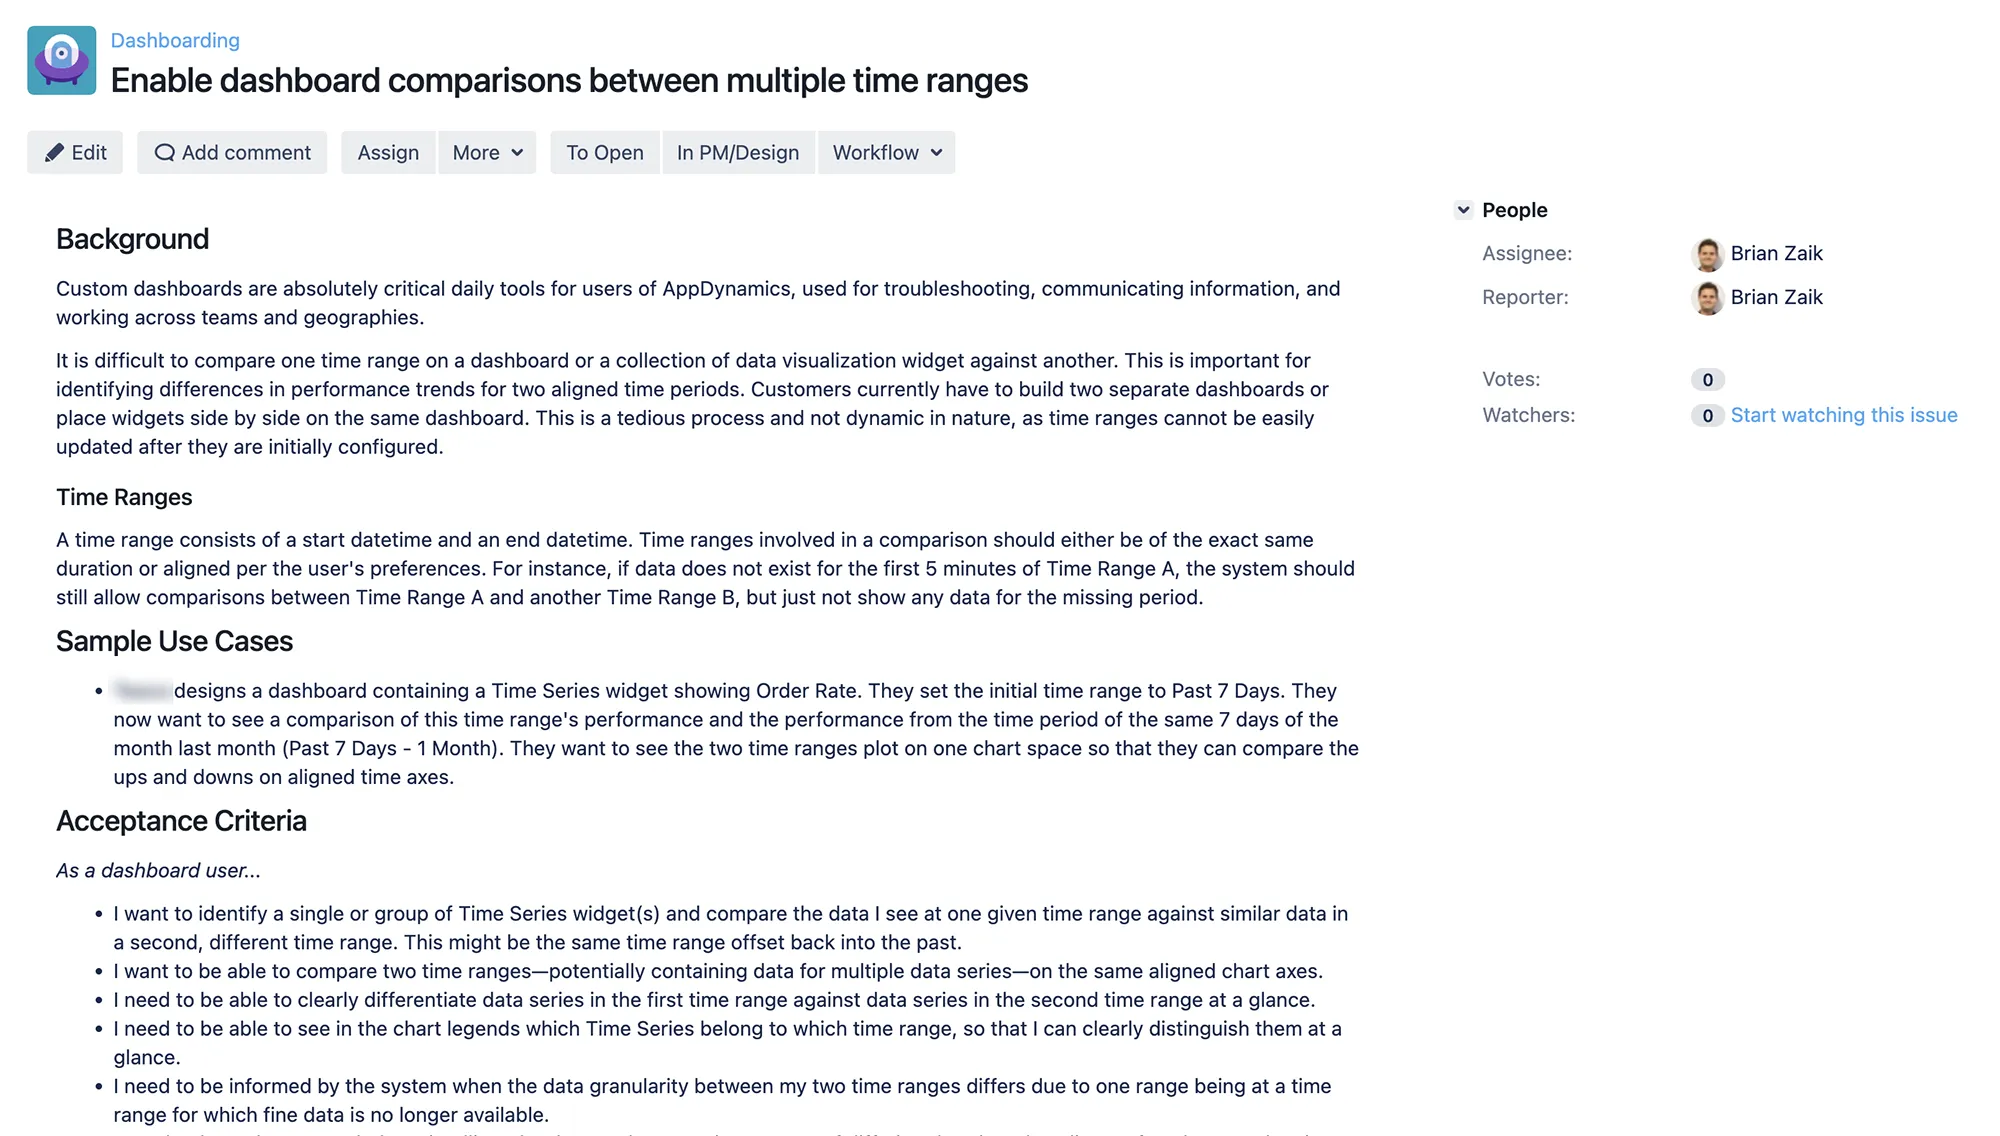 Dashboarding
Enable dashboard comparisons between multiple time ranges
Edit
Add comment
Assign
More
To Open
In PM/Design
Workflow
Background
Custom dashboards are absolutely critical daily tools for users of AppDynamics, used for troubleshooting, communicating information, and
working across teams and geographies.
It is difficult to compare one time range on a dashboard or a collection of data visualization widget against another. This is important for
identifying differences in performance trends for two aligned time periods. Customers currently have to build two separate dashboards or
place widgets side by side on the same dashboard. This is a tedious process and not dynamic in nature, as time ranges cannot be easily
updated after they are initially configured.
Time Ranges
A time range consists of a start datetime and an end datetime. Time ranges involved in a comparison should either be of the exact same
duration or aligned per the user's preferences. For instance, if data does not exist for the first 5 minutes of Time Range A, the system should
still allow comparisons between Time Range A and another Time Range B, but just not show any data for the missing period.
Sample Use Cases
• designs a dashboard containing a Time Series widget showing Order Rate. They set the initial time range to Past 7 Days. They
now want to see a comparison of this time range's performance and the performance from the time period of the same 7 days of the
month last month (Past 7 Days - 1 Month). They want to see the two time ranges plot on one chart space so that they can compare the
ups and downs on aligned time axes.
Acceptance Criteria
As a dashboard user...
• I want to identify a single or group of Time Series widget(s) and compare the data I see at one given time range against similar data in
a second, different time range. This might be the same time range offset back into the past.
• I want to be able to compare two time ranges—potentially containing data for multiple data series—on the same aligned chart axes.
• I need to be able to clearly differentiate data series in the first time range against data series in the second time range at a glance.
• I need to be able to see in the chart legends which Time Series belong to which time range, so that I can clearly distinguish them at a
glance.
• I need to be informed by the system when the data granularity between my two time ranges differs due to one range being at a time
range for which fine data is no longer available.
People
Assignee: Brian Zaik
Reporter: Brian Zaik
Votes: 0
Watchers: 0 Start watching this issue